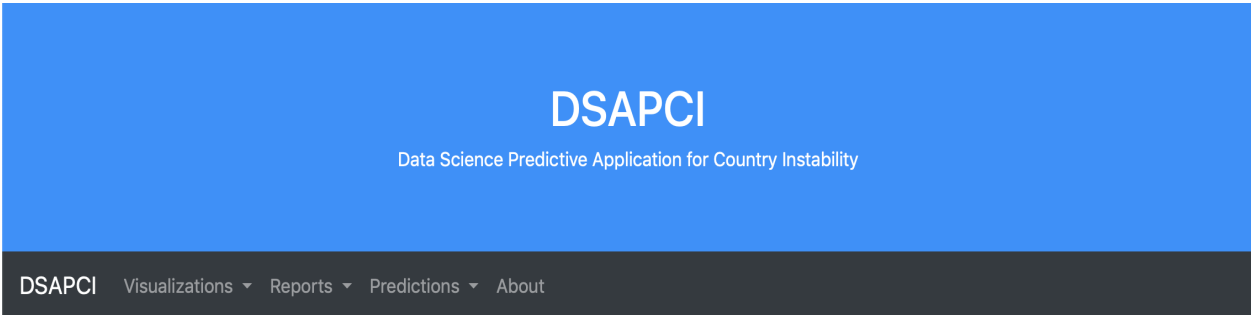 DSAPCI
Data Science Predictive Application for Country Instability
DSAPCI Visualizations Reports Predictions About